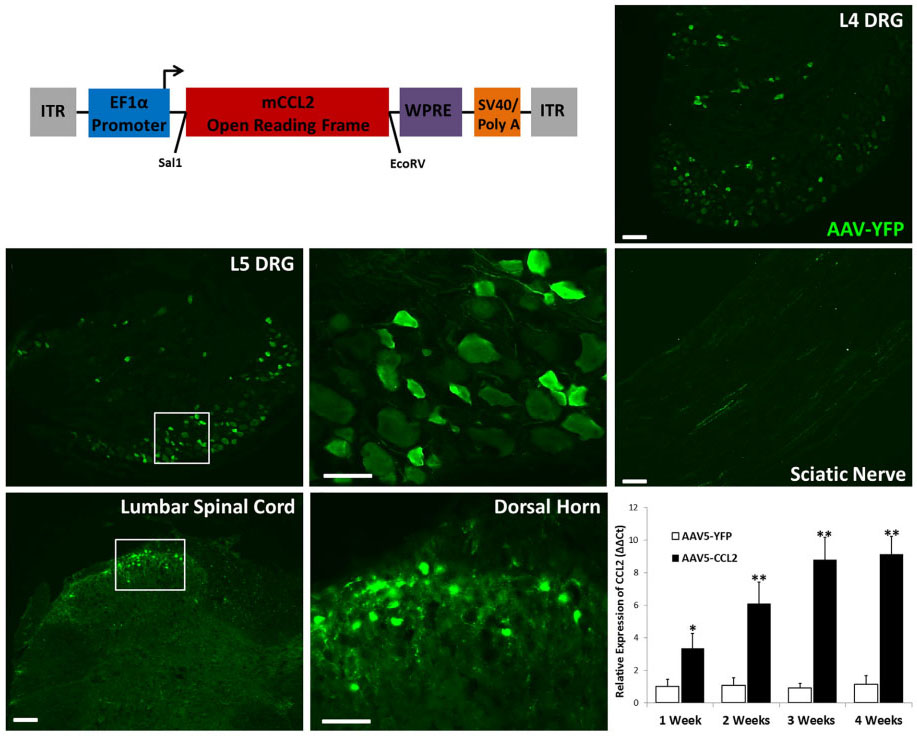 ITR
EF1α
Promoter
mCCL2
Open Reading Frame
WPRE
SV40/
Poly A
ITR
Sal1
EcoRV
L4 DRG
AAV-YFP
L5 DRG
Sciatic Nerve
Lumbar Spinal Cord
Dorsal Horn
Relative Expression of CCL2 (ΔΔCt)
12
10
8
6
4
2
0
AAV5-YFP
AAV5-CCL2
*
**
**
**
1 Week
2 Weeks
3 Weeks
4 Weeks